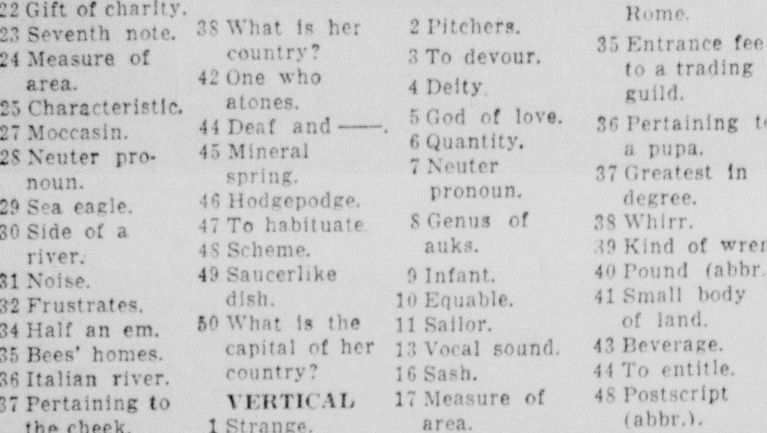 22 Gift of charity.
23 Seventh note.
24 Measure of
area.
25 Characteristic.
27 Moccasin.
28 Neuter pro-
noun.
29 Sea eagle.
30 Side of a
river.
31 Noise.
32 Frustrates.
34 Half an em.
35 Bees' homes.
36 Italian river.
37 Pertaining to
the cheek.
38 What is her
country?
42 One who
atones.
44 Deaf and ——.
45 Mineral
spring.
46 Hodgepodge.
47 To habituate
48 Scheme.
49 Saucerlike
dish.
50 What is the
capital of her
country?
VERTICAL
1 Strange.
2 Pitchers.
3 To devour.
4 Deity.
5 God of love.
6 Quantity.
7 Neuter
pronoun.
8 Genus of
auks.
9 Infant.
10 Equable.
11 Sailor.
13 Vocal sound.
16 Sash.
17 Measure of
area.
Rome.
35 Entrance fee
to a trading
guild.
36 Pertaining t
a pupa.
37 Greatest in
degree.
38 Whirr.
39 Kind of wren
40 Pound (abbr.
41 Small body
of land.
43 Beverage.
44 To entitle.
48 Postscript
(abbr.).